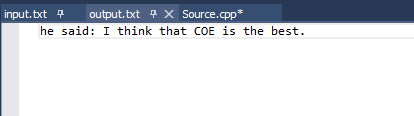 input.txt output.txt Source.cpp*
he said: I think that COE is the best.